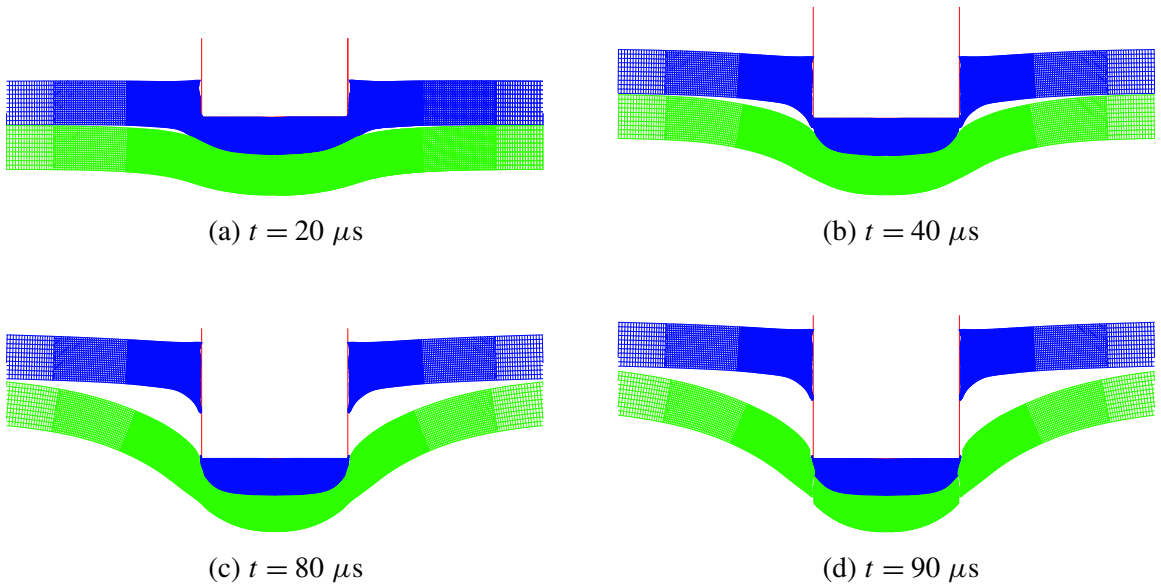 (a) t = 20 μs
(b) t = 40 μs
(c) t = 80 μs
(d) t = 90 μs